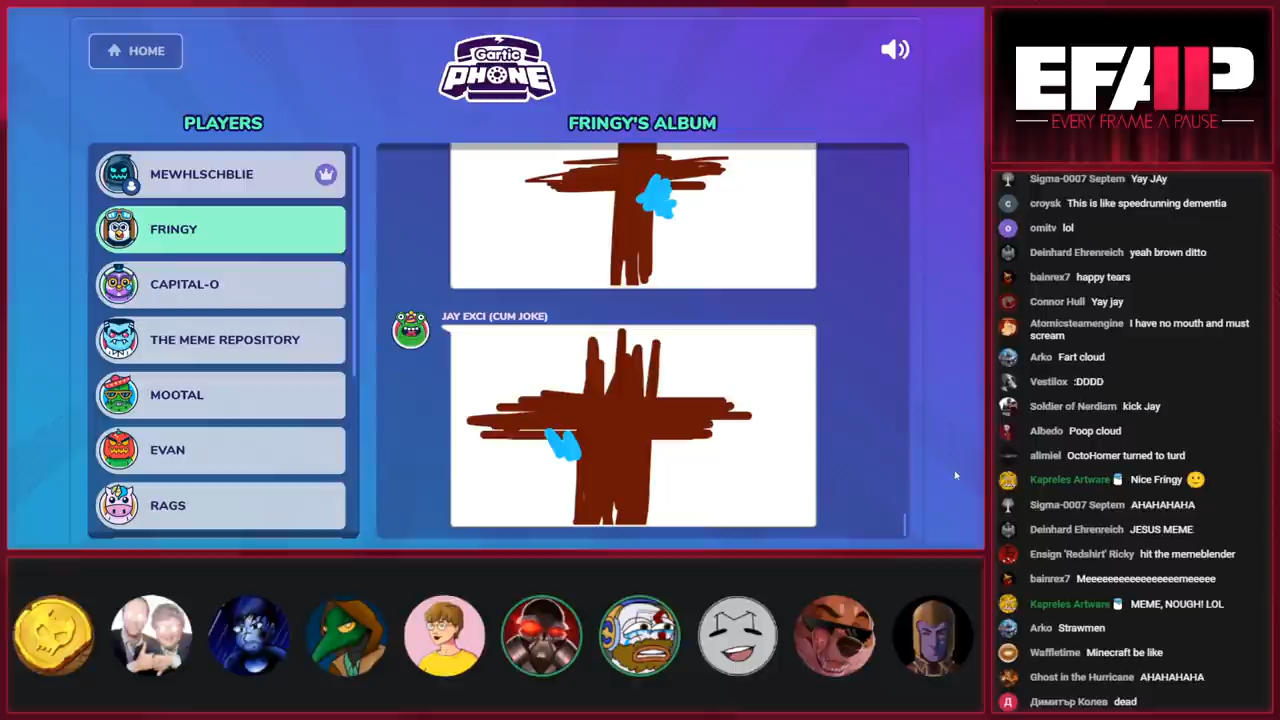 HOME
Gartic
PHONE
PLAYERS
FRINGY'S ALBUM
MEWHLSCHBLIE
FRINGY
CAPITAL-O
THE MEME REPOSITORY
MOOTAL
EVAN
RAGS
JAY EXCI (CUM JOKE)
EFAP
EVERY FRAME A PAUSE
Sigma-0007 Septem Yay JAy
croysk This is like speedrunning dementia
omitv lol
Deinhard Ehrenreich yeah brown ditto
bainrex7 happy tears
Connor Hull Yay jay
Atomicsteamengine I have no mouth and must
scream
Arko Fart cloud
Vestilox :DDDD
Soldier of Nerdism kick Jay
Albedo Poop cloud
alimiel OctoHomer turned to turd
Kapreles Artware Nice Fringy
Sigma-0007 Septem AHAHAHAHA
Deinhard Ehrenreich JESUS MEME
Ensign 'Redshirt' Ricky hit the memeblender
bainrex7 Meeeeeeeeeeeeeeemeeeee
Kapreles Artware MEME, NOUGH! LOL
Arko Strawmen
Waffletime Minecraft be like
Ghost in the Hurricane AHAHAHAHA
Димитър Колев dead